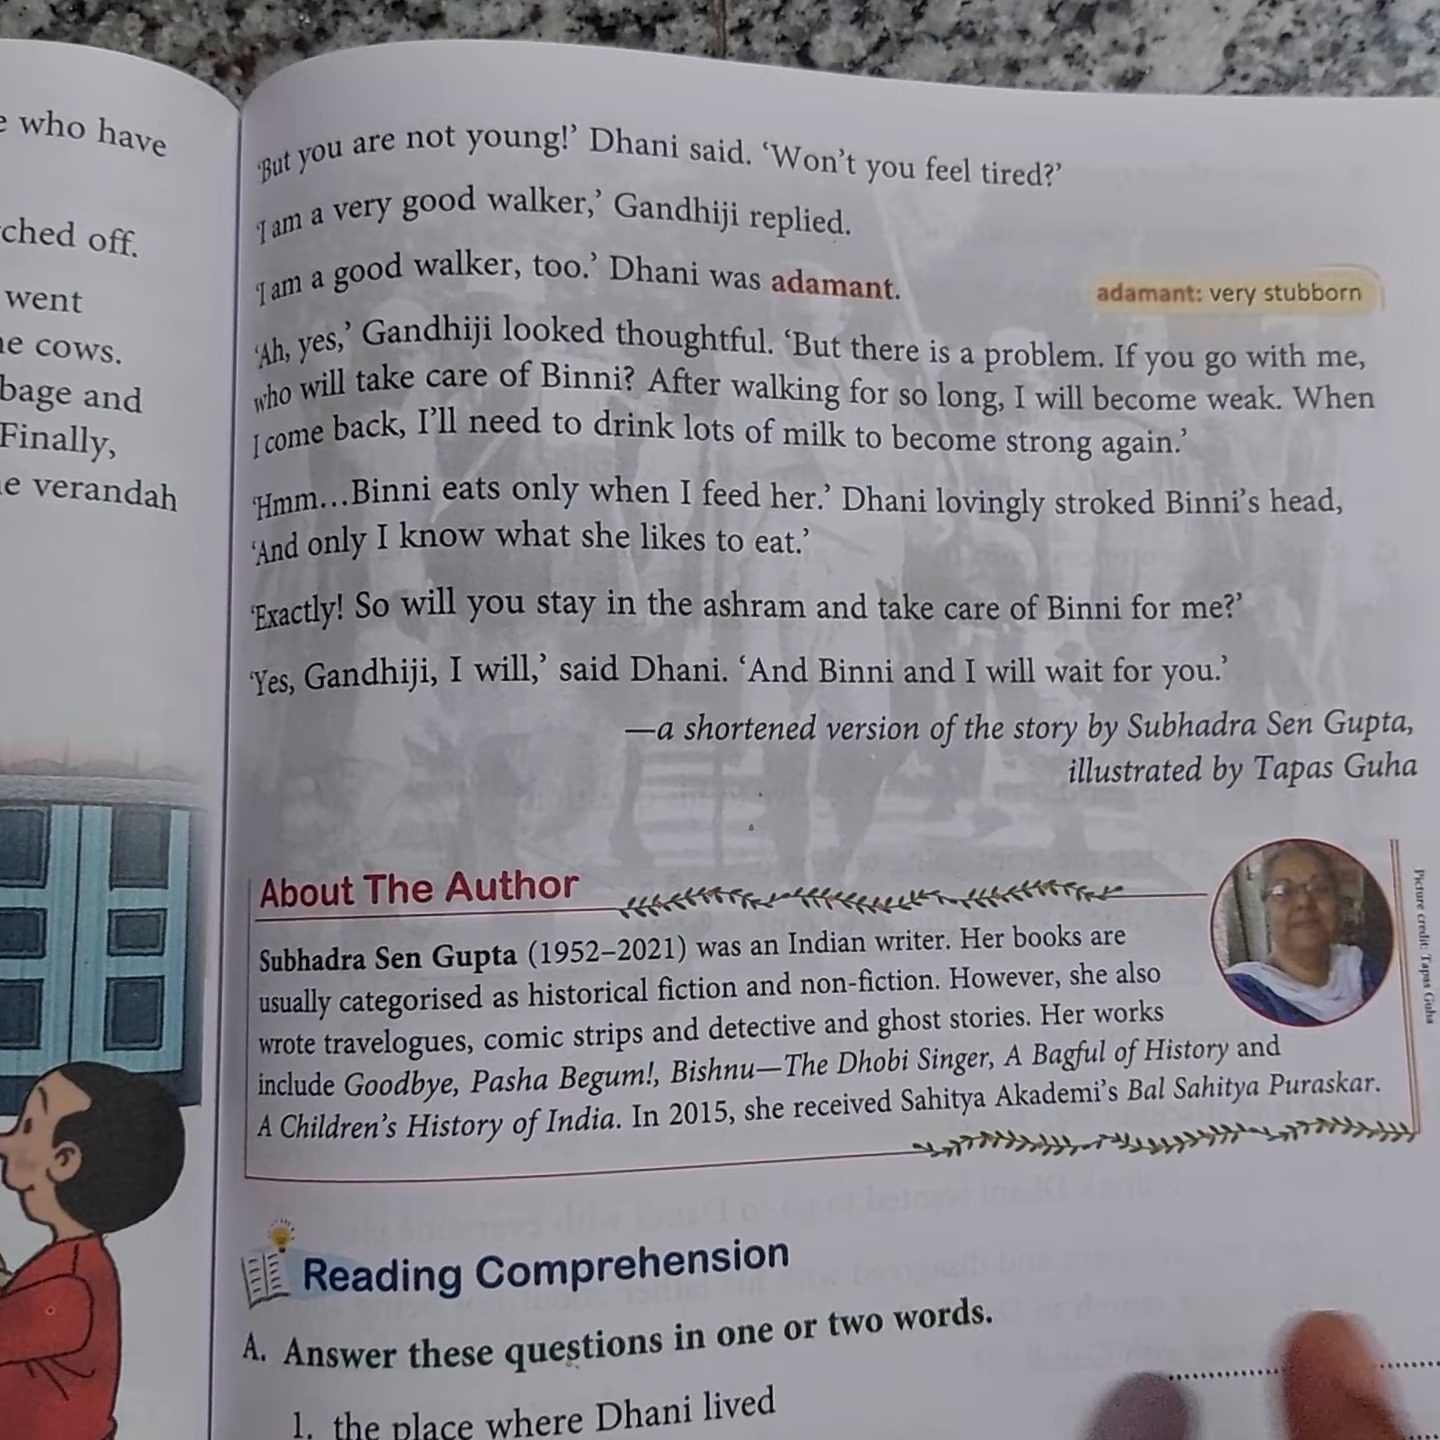 e who have
ched off.
went
e cows.
bage and
Finally,
e verandah
‘But you are not young!’ Dhani said. ‘Won’t you feel tired?’
‘I am a very good walker,’ Gandhiji replied.
‘I am a good walker, too.’ Dhani was adamant.
adamant: very stubborn
‘Ah, yes,’ Gandhiji looked thoughtful. ‘But there is a problem. If you go with me,
who will take care of Binni? After walking for so long, I will become weak. When
I come back, I’ll need to drink lots of milk to become strong again.’
‘Hmm...Binni eats only when I feed her.’ Dhani lovingly stroked Binni’s head,
‘And only I know what she likes to eat.’
‘Exactly! So will you stay in the ashram and take care of Binni for me?’
‘Yes, Gandhiji, I will,’ said Dhani. ‘And Binni and I will wait for you.’
—a shortened version of the story by Subhadra Sen Gupta,
illustrated by Tapas Guha
About The Author
Subhadra Sen Gupta (1952–2021) was an Indian writer. Her books are
usually categorised as historical fiction and non-fiction. However, she also
wrote travelogues, comic strips and detective and ghost stories. Her works
include Goodbye, Pasha Begum!, Bishnu—The Dhobi Singer, A Bagful of History and
A Children’s History of India. In 2015, she received Sahitya Akademi’s Bal Sahitya Puraskar.
Picture credit: Tapas Guha
Reading Comprehension
A. Answer these questions in one or two words.
1. the place where Dhani lived